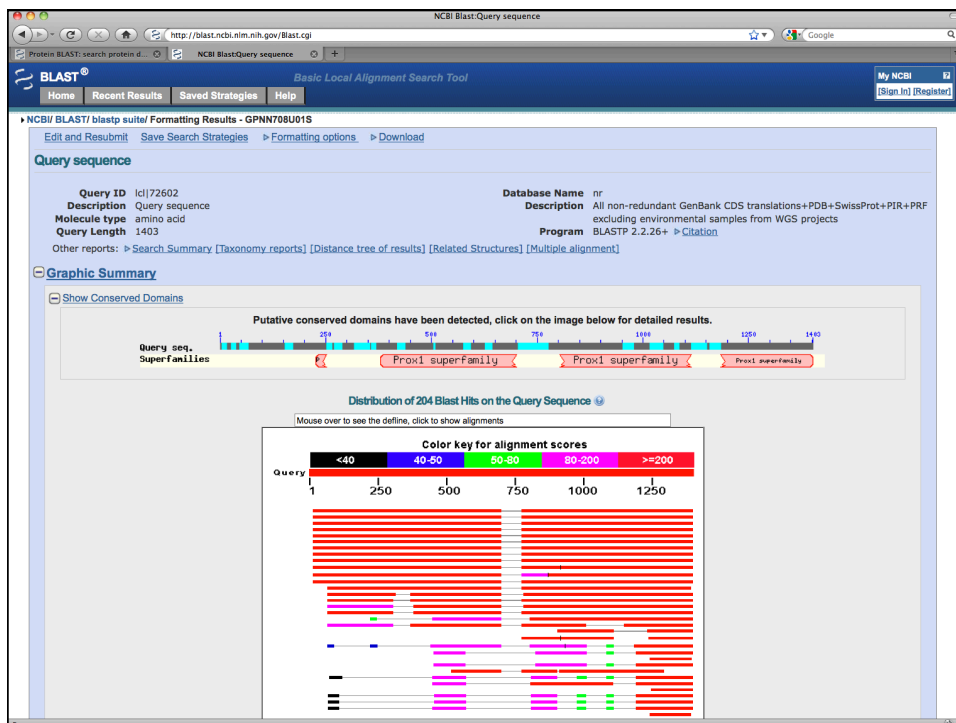 NCBI Blast:Query sequence
http://blast.ncbi.nlm.nih.gov/Blast.cgi
Google
Protein BLAST: search protein d...
NCBI Blast:Query sequence
BLAST®
Basic Local Alignment Search Tool
My NCBI
[Sign In] [Register]
Home Recent Results Saved Strategies Help
NCBI/ BLAST/ blastp suite/ Formatting Results - GPNN708U01S
Edit and Resubmit Save Search Strategies Formatting options Download
Query sequence
Query ID lcl|72602
Description Query sequence
Molecule type amino acid
Query Length 1403
Database Name nr
Description All non-redundant GenBank CDS translations+PDB+SwissProt+PIR+PRF
excluding environmental samples from WGS projects
Program BLASTP 2.2.26+ Citation
Other reports: Search Summary [Taxonomy reports] [Distance tree of results] [Related Structures] [Multiple alignment]
Graphic Summary
Show Conserved Domains
Putative conserved domains have been detected, click on the image below for detailed results.
1 250 500 750 1000 1250 1403
Query seq.
Superfamilies P Prox1 superfamily Prox1 superfamily Prox1 superfamily
Distribution of 204 Blast Hits on the Query Sequence
Mouse over to see the defline, click to show alignments
Color key for alignment scores
<40 40-50 50-80 80-200 >=200
Query
1 250 500 750 1000 1250